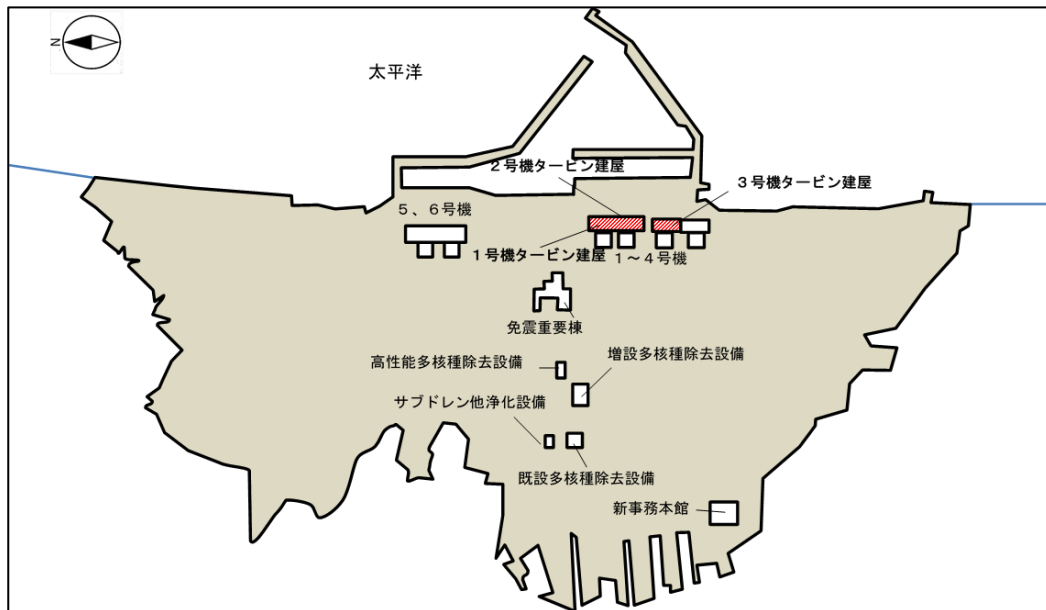 N
太平洋
2号機タービン建屋
3号機タービン建屋
5、6号機
1号機タービン建屋
1～4号機
免震重要棟
高性能多核種除去設備
増設多核種除去設備
サブドレン他浄化設備
既設多核種除去設備
新事務本館